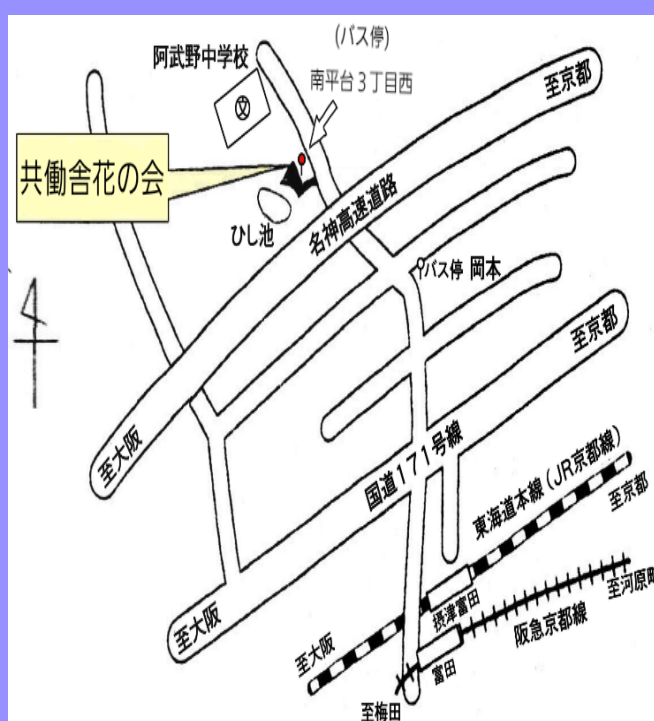 (バス停)
阿武野中学校
南平台3丁目西
至京都
文
共働舎花の会
ひし池
名神高速道路
バス停 岡本
至京都
至大阪
国道171号線
東海道本線(JR京都線)
至京都
至大阪
摂津富田
至河原町
阪急京都線
至大阪
富田
至梅田